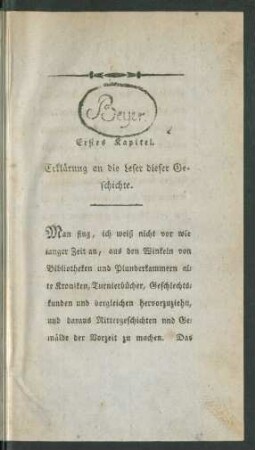 Beyer.
Erstes Kapitel.
Erklärung an die Leser dieser Ge-
schichte.
Man fing, ich weiß nicht vor wie
langer Zeit an, aus den Winkeln von
Bibliotheken und Plunderkammern al-
te Kroniken, Turnierbücher, Geschlechts-
kunden und dergleichen hervorzuziehn,
und daraus Rittergeschichten und Ge-
mälde der Vorzeit zu machen. Das